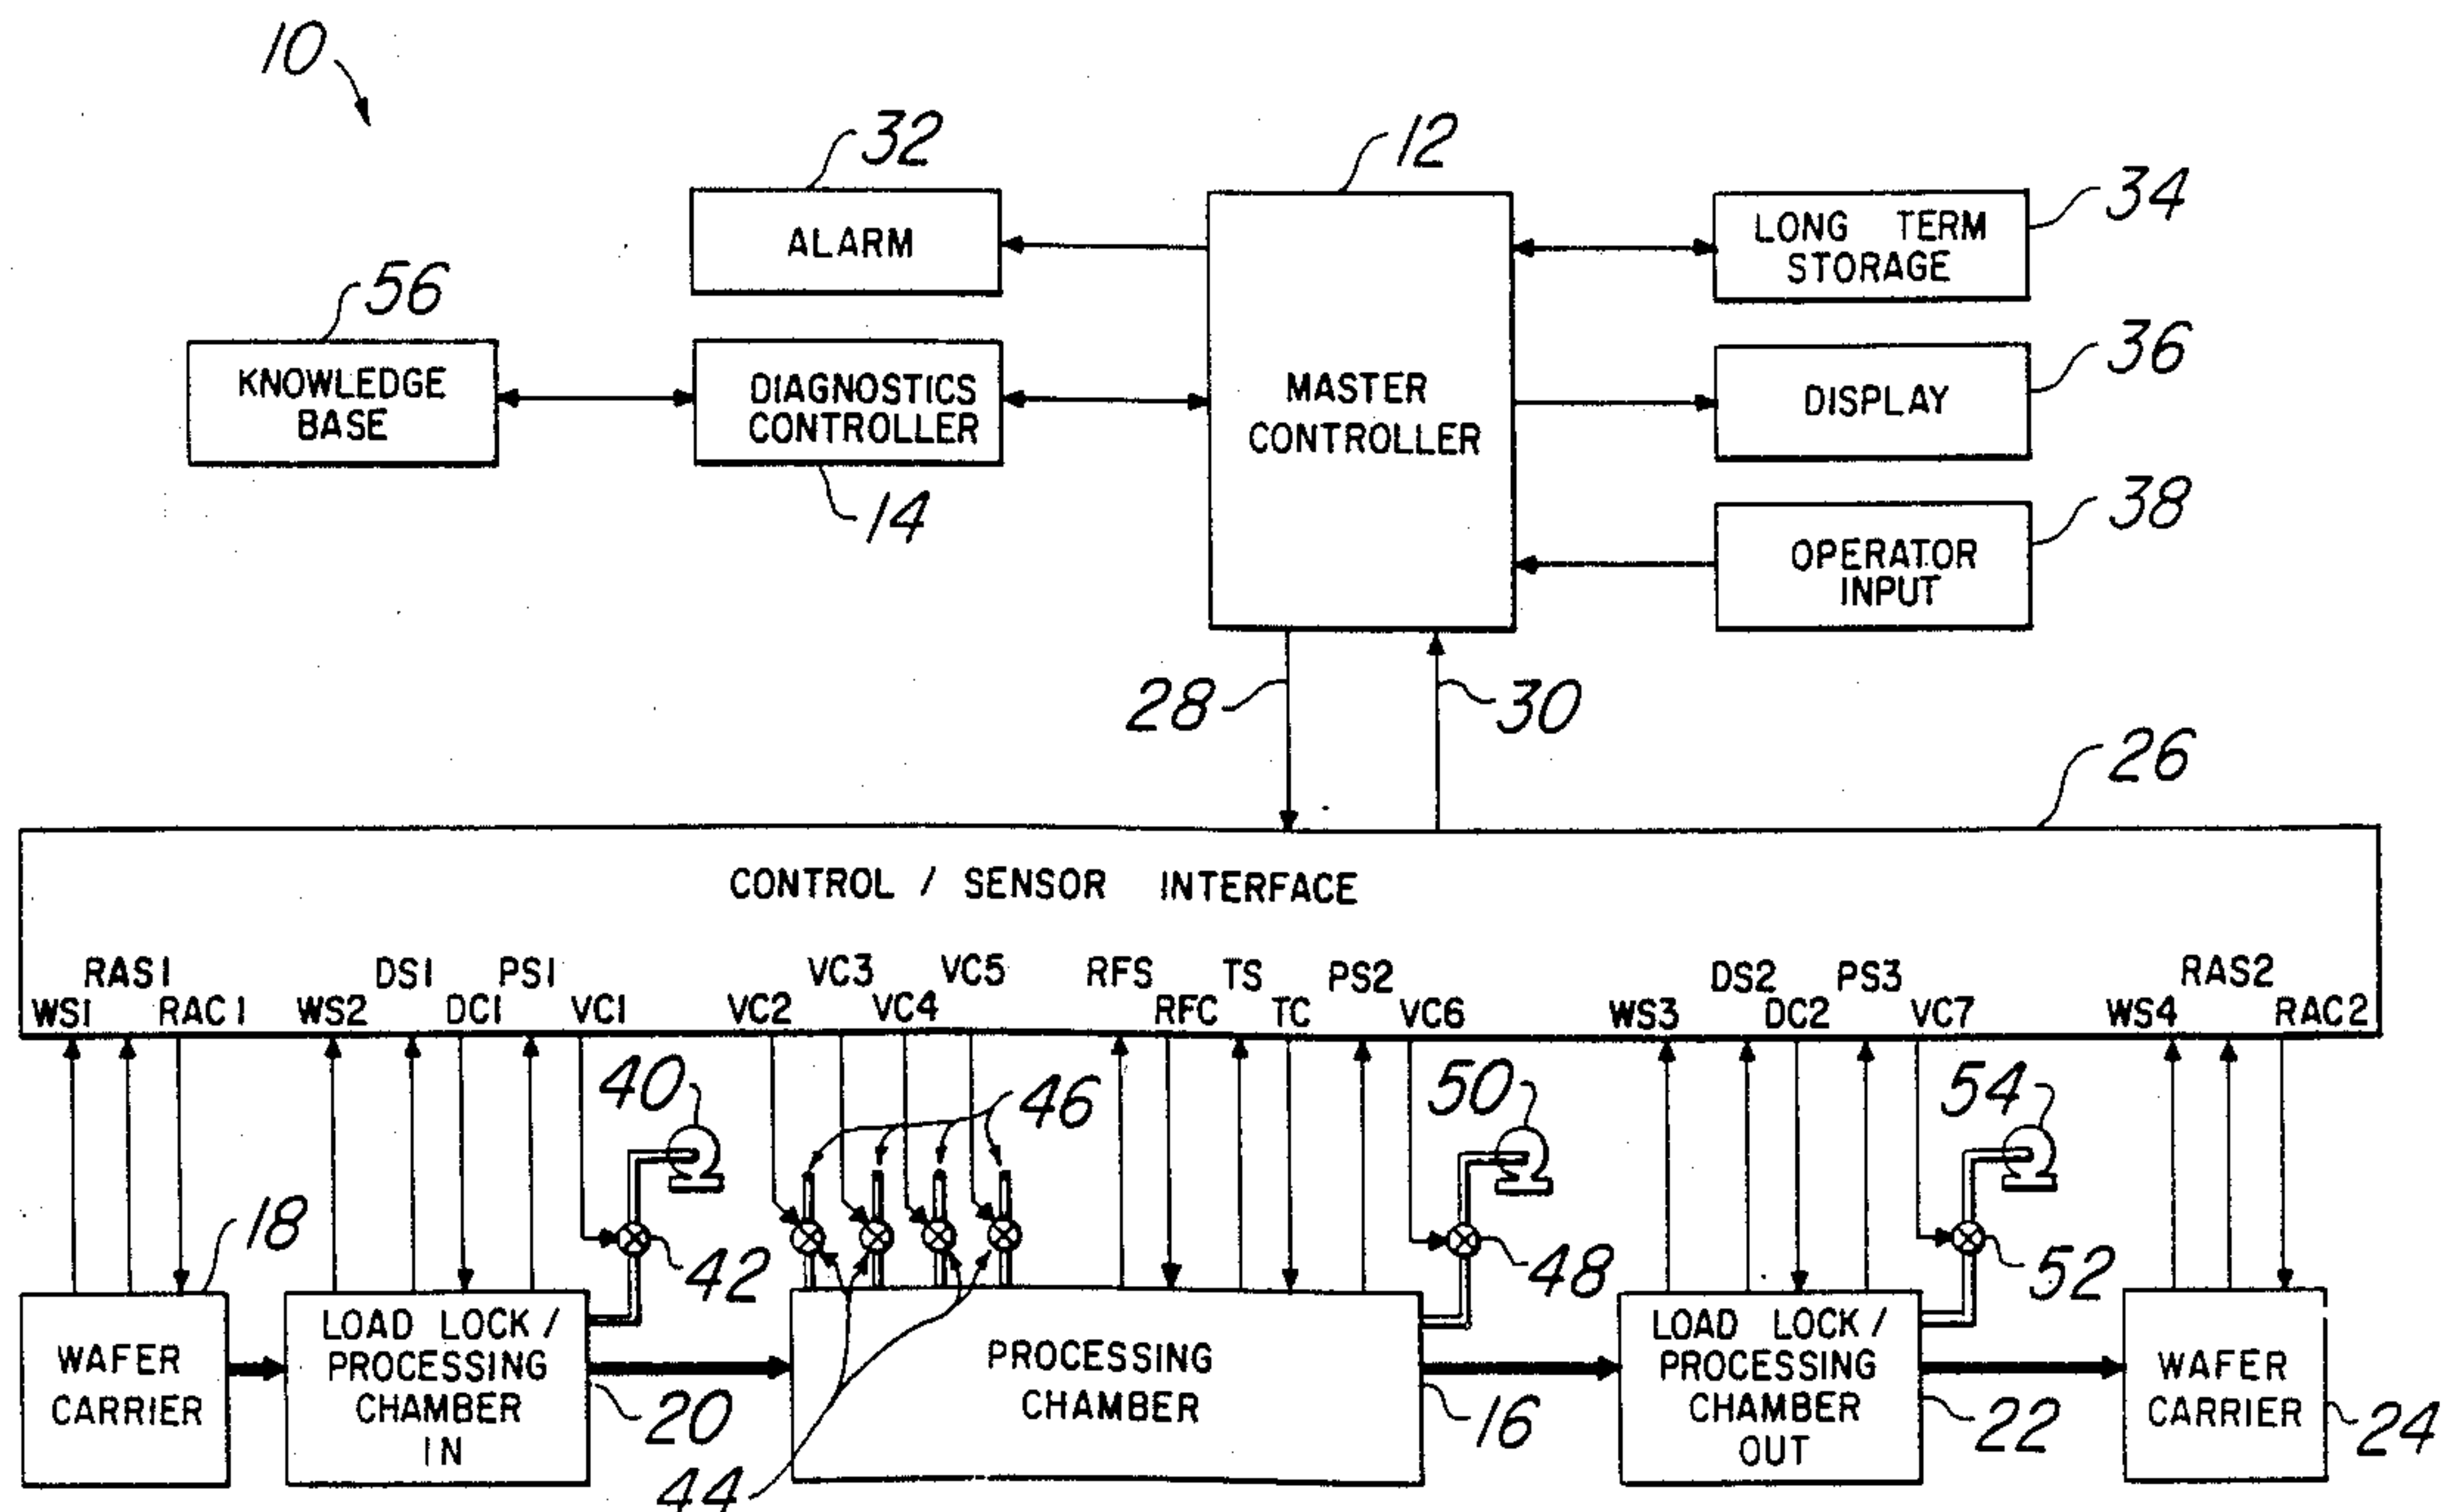 10
32
12
34
ALARM
LONG TERM
STORAGE
56
36
KNOWLEDGE
BASE
DIAGNOSTICS
CONTROLLER
MASTER
CONTROLLER
DISPLAY
14
38
OPERATOR
INPUT
28
30
26
CONTROL / SENSOR INTERFACE
RAS1 DS1 PS1 VC3 VC5 RFS TS PS2 DS2 PS3 RAS2
WS1 RAC1 WS2 DC1 VC1 VC2 VC4 RFC TC VC6 WS3 DC2 VC7 WS4 RAC2
40
46
50
54
18
42
48
52
WAFER
CARRIER
LOAD LOCK /
PROCESSING
CHAMBER
IN
PROCESSING
CHAMBER
LOAD LOCK /
PROCESSING
CHAMBER
OUT
WAFER
CARRIER
20
16
22
24
44